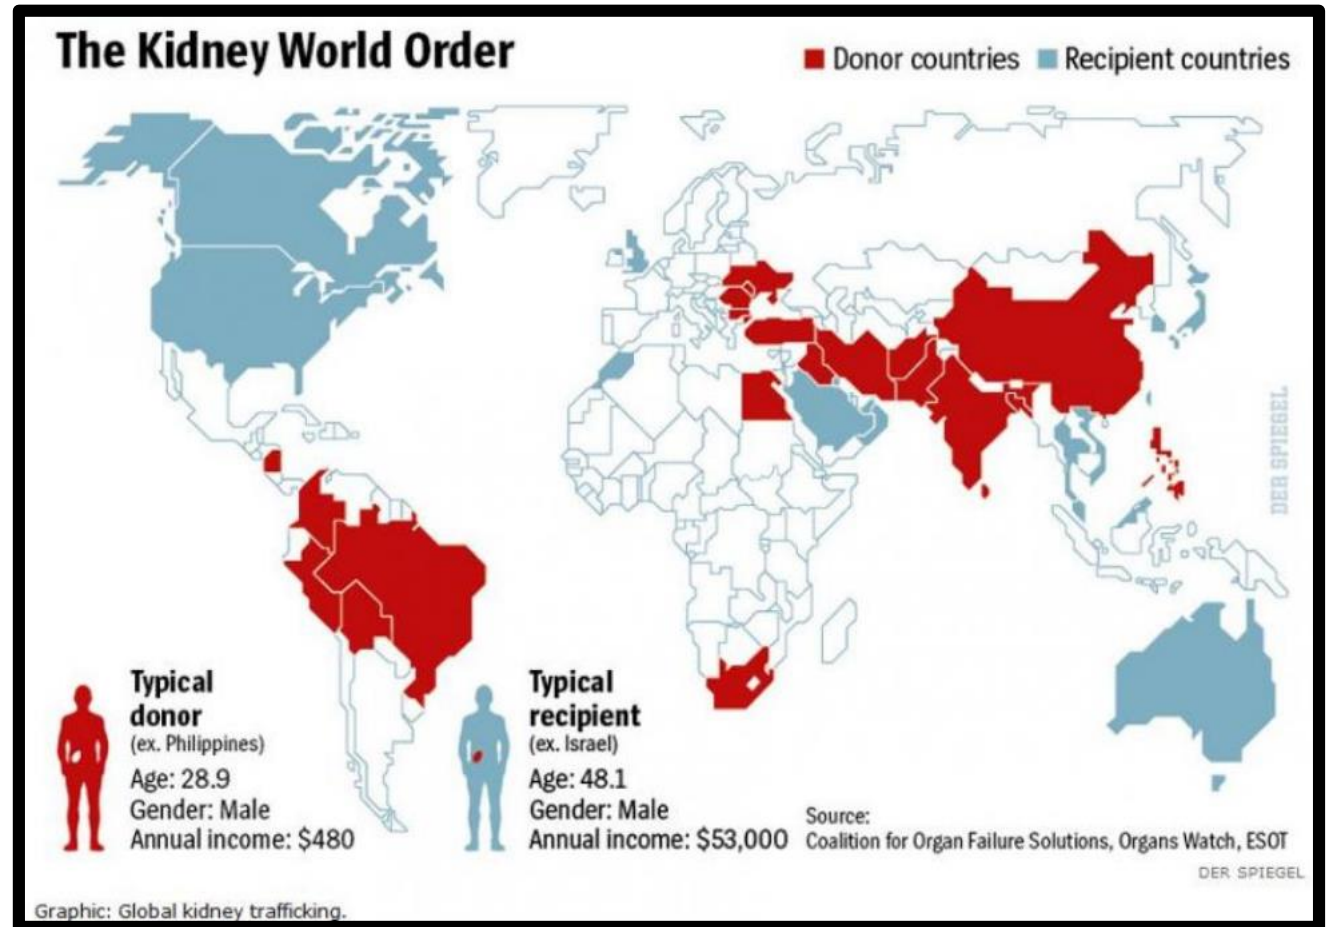 The Kidney World Order
Donor countries
Recipient countries
DER SPIEGEL
Typical
donor
(ex. Philippines)
Age: 28.9
Gender: Male
Annual income: $480
Typical
recipient
(ex. Israel)
Age: 48.1
Gender: Male
Annual income: $53,000
Source:
Coalition for Organ Failure Solutions, Organs Watch, ESOT
DER SPIEGEL
Graphic: Global kidney trafficking.